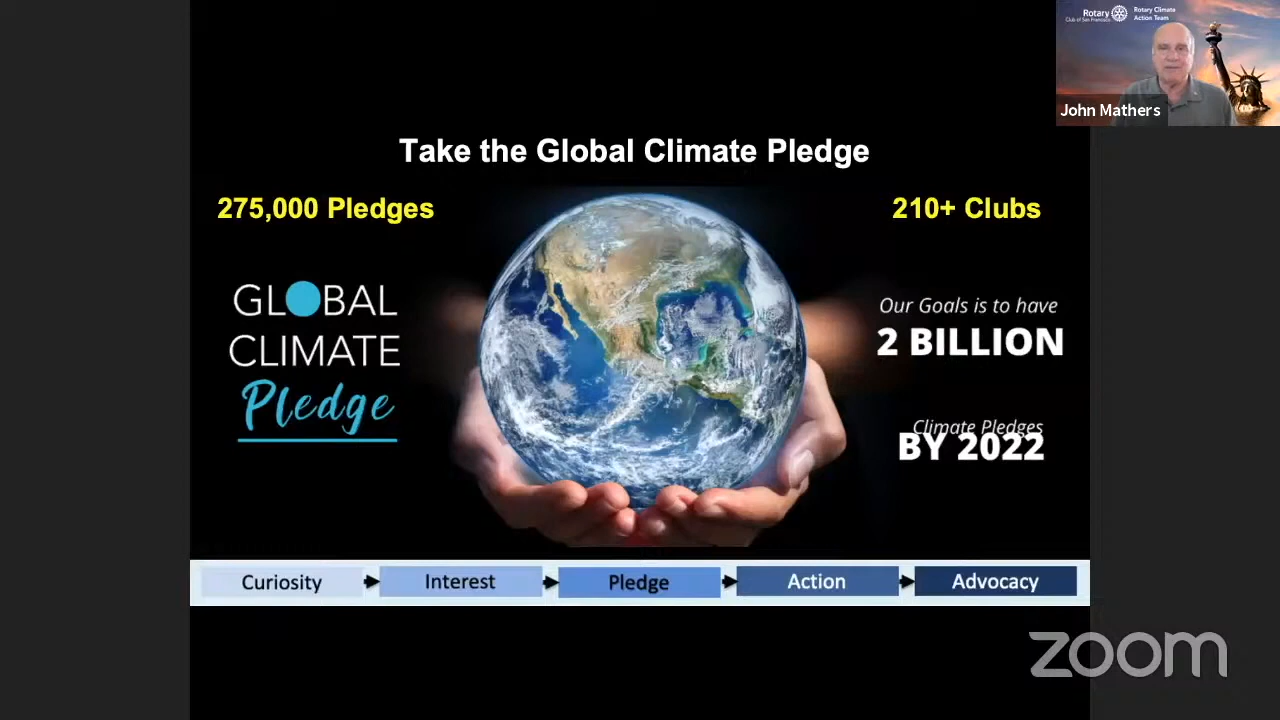 Rotary
Club of San Francisco
Rotary Climate
Action Team
John Mathers
Take the Global Climate Pledge
275,000 Pledges
210+ Clubs
GLOBAL
CLIMATE
Pledge
Our Goals is to have
2 BILLION
Climate Pledges
BY 2022
Curiosity
Interest
Pledge
Action
Advocacy
zoom